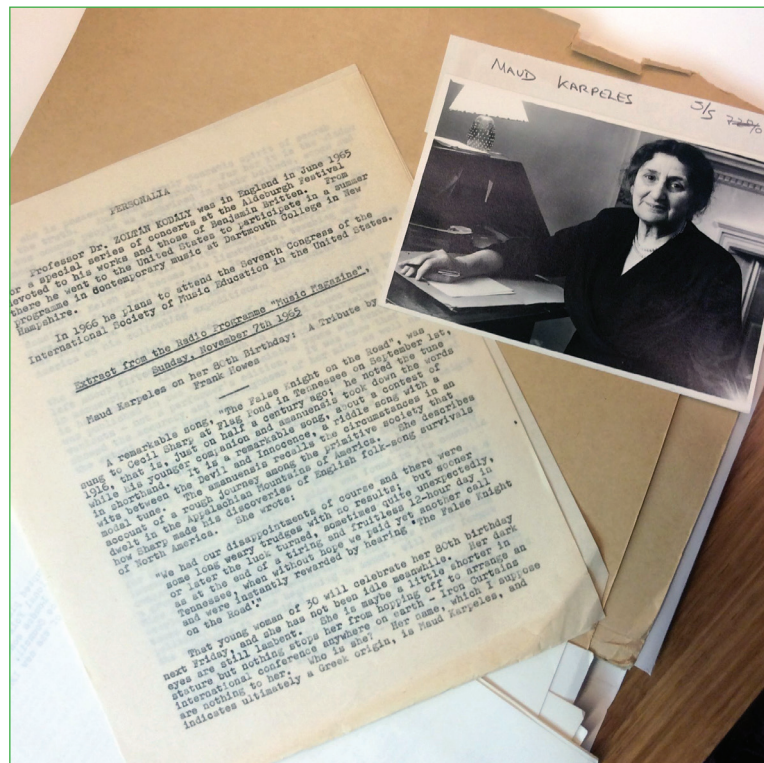 MAUD KARPELES
3/5
PERSONALIA
Professor Dr. ZOLTÁN KODÁLY was in England in June 1965
or a special series of concerts at the Aldeburgh Festival
evoted to his works and those of Benjamin Britten. From
there he went to the United States to participate in a summer
programme in contemporary music at Dartmouth College in New
Hampshire.
In 1966 he plans to attend the Seventh Congress of the
International Society of Music Education in the United States.
Extract from the Radio Programme "Music Magazine",
Sunday, November 7th 1965
Maud Karpeles on her 80th Birthday: A Tribute by
Frank Howes
A remarkable song, "The False Knight on the Road", was
sung to Cecil Sharp at Flag Pond in Tennessee on September 1st,
1916, that is, just on half a century ago; he noted the tune
while his younger companion and amanuensis took down the words
in shorthand. It is a remarkable song, about a contest of
wits between the Devil and Innocence, a riddle song with a
modal tune. The amanuensis recalls the circumstances in an
account of a rough journey among the primitive society that
dwelt in the Appalachian Mountains of America. She describes
how Sharp made his discoveries of English folk-song survivals
of North America. She wrote:
"We had our disappointments of course and there were
some long weary trudges with no results; but sooner
or later the luck turned, sometimes quite unexpectedly,
as at the end of a tiring and fruitless 12-hour day in
Tennessee, when without hope we paid yet another call
and were instantly rewarded by hearing 'The False Knight
on the Road'."
That young woman of 30 will celebrate her 80th birthday
next Friday, and she has not been idle meanwhile. Her dark
eyes are still lambent. She is maybe a little shorter in
stature but nothing stops her from hopping off to arrange an
international conference anywhere on earth - Iron Curtains
are nothing to her. Who is she? Her name, which I suppose
indicates ultimately a Greek origin, is Maud Karpeles, and